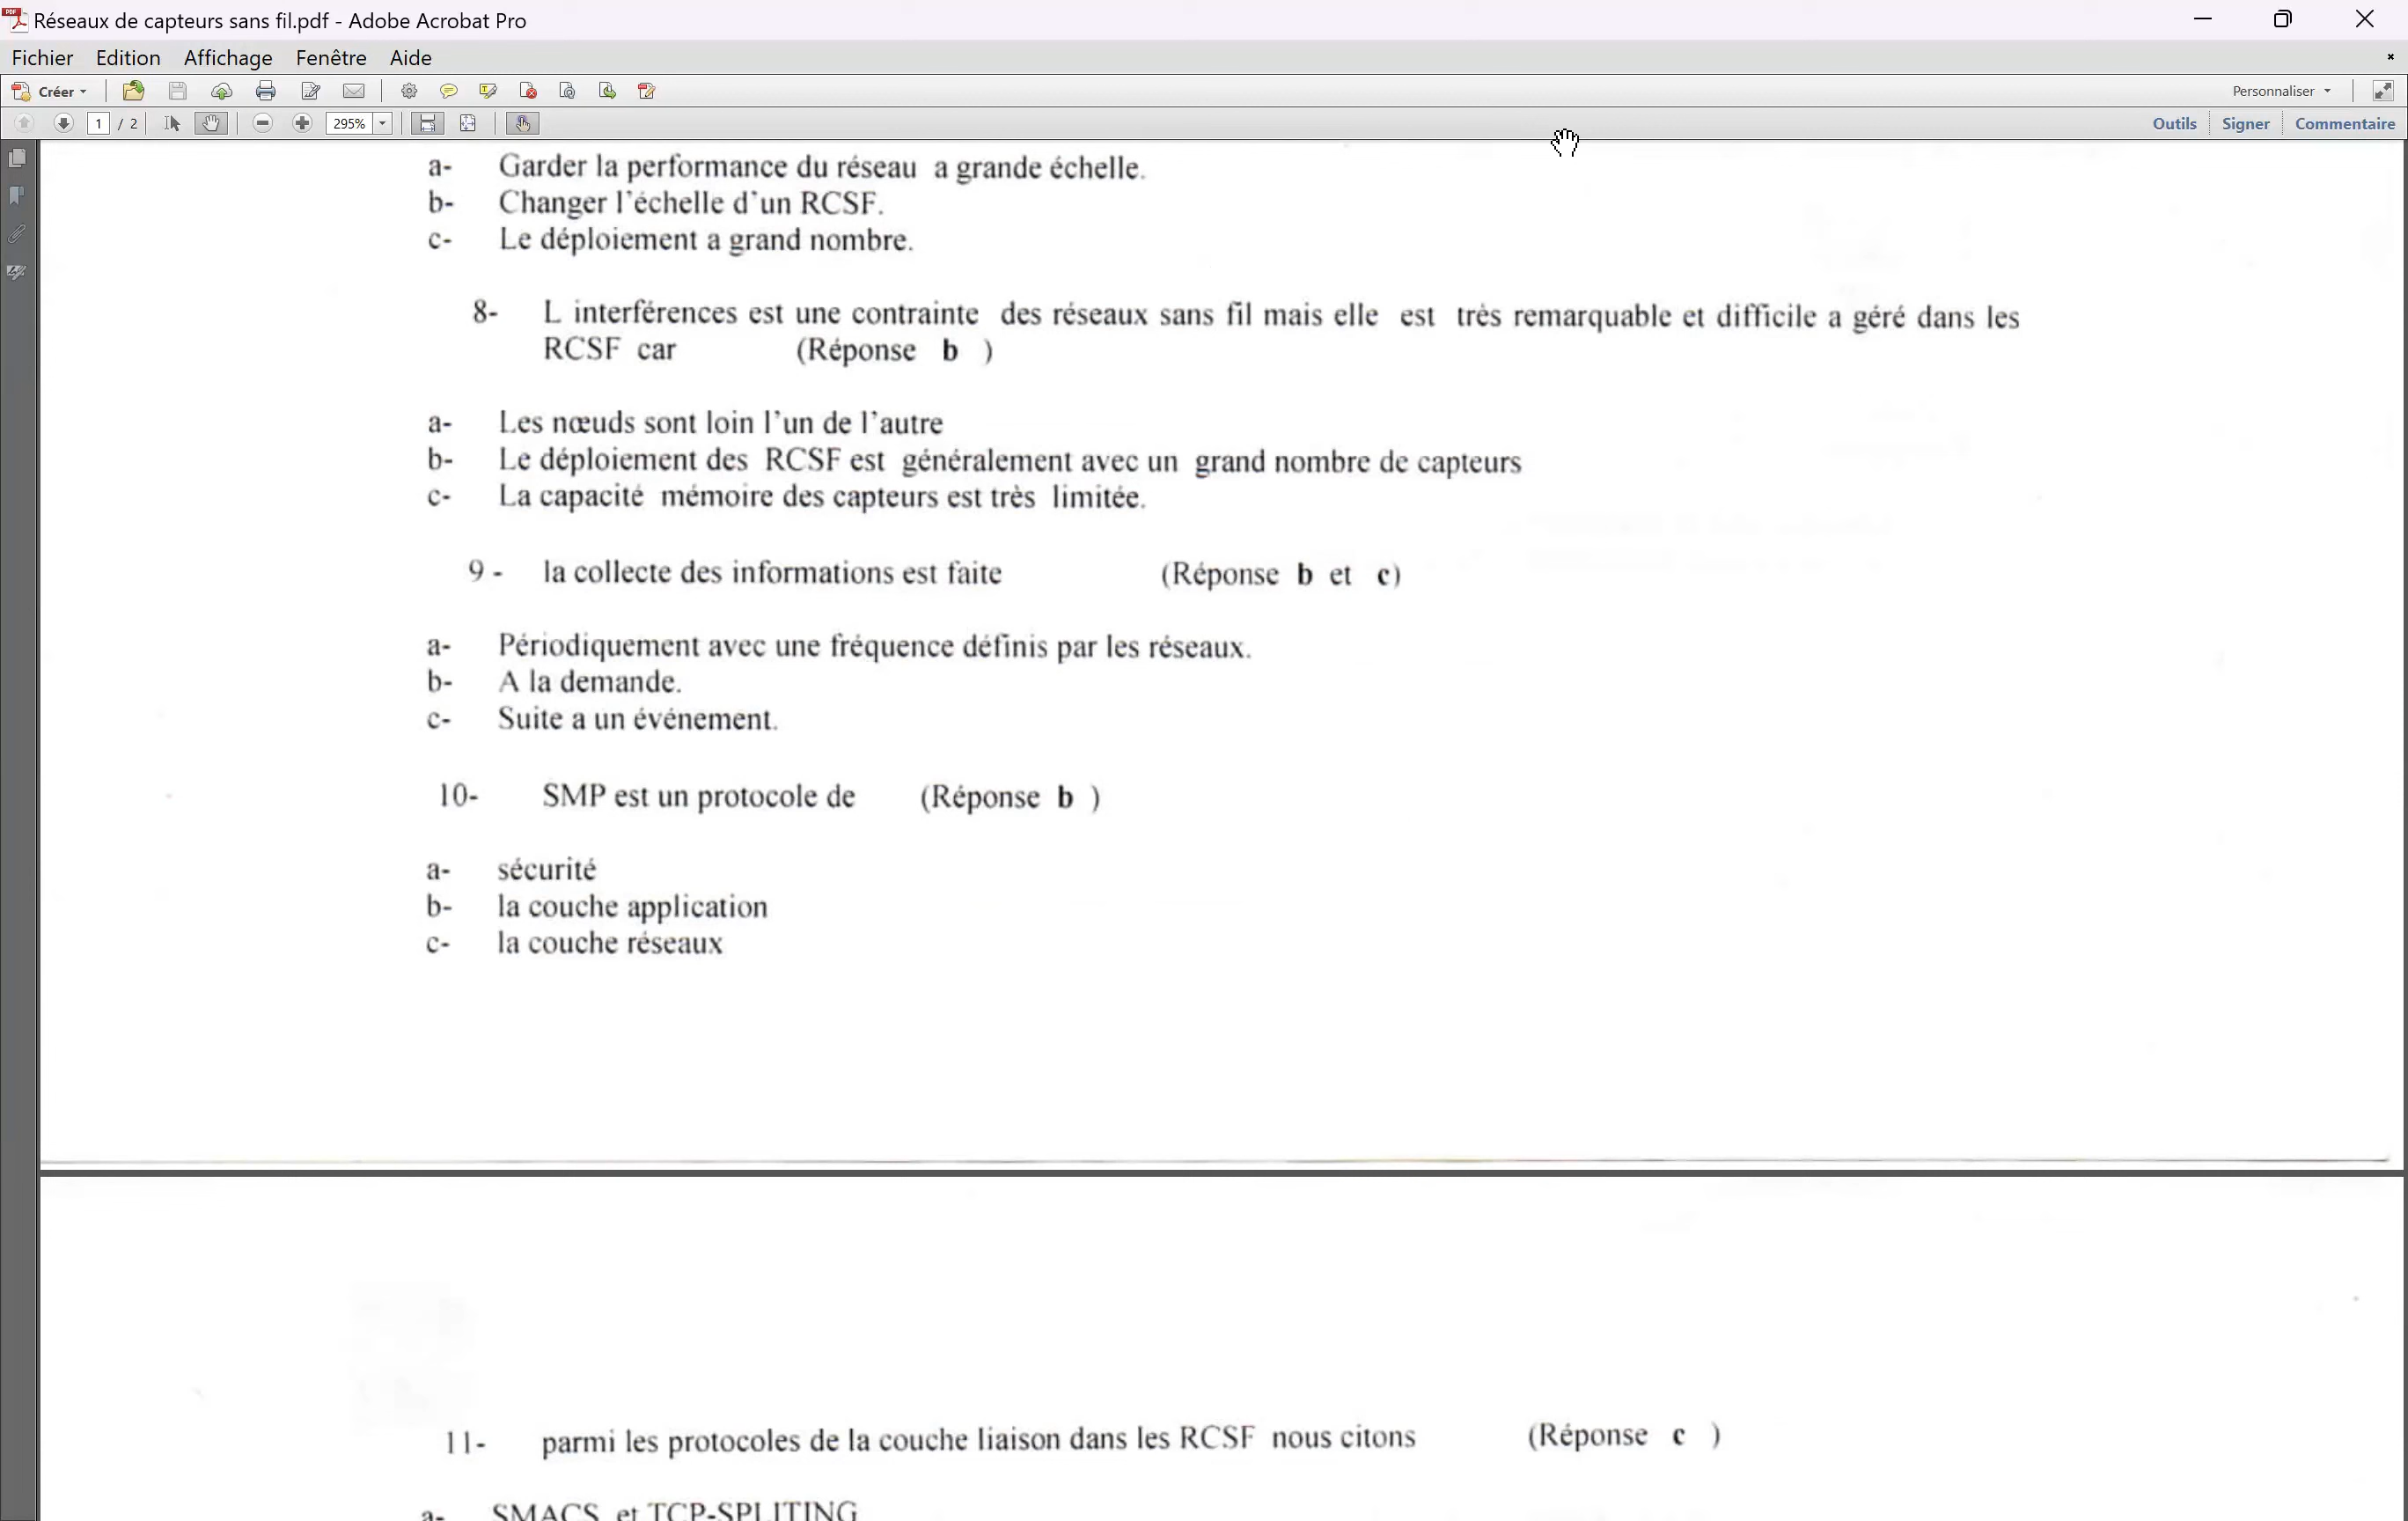 Réseaux de capteurs sans fil.pdf - Adobe Acrobat Pro
Fichier Edition Affichage Fenêtre Aide
Créer Personnaliser
1 / 2 295% Outils Signer Commentaire
a- Garder la performance du réseau a grande échelle.
b- Changer l'échelle d'un RCSF.
c- Le déploiement a grand nombre.
8- L interférences est une contrainte des réseaux sans fil mais elle est très remarquable et difficile a géré dans les
RCSF car (Réponse b )
a- Les nœuds sont loin l'un de l'autre
b- Le déploiement des RCSF est généralement avec un grand nombre de capteurs
c- La capacité mémoire des capteurs est très limitée.
9 - la collecte des informations est faite (Réponse b et c)
a- Périodiquement avec une fréquence définis par les réseaux.
b- A la demande.
c- Suite a un événement.
10- SMP est un protocole de (Réponse b )
a- sécurité
b- la couche application
c- la couche réseaux
11- parmi les protocoles de la couche liaison dans les RCSF nous citons (Réponse c )
a- SMACS et TCP-SPLITING